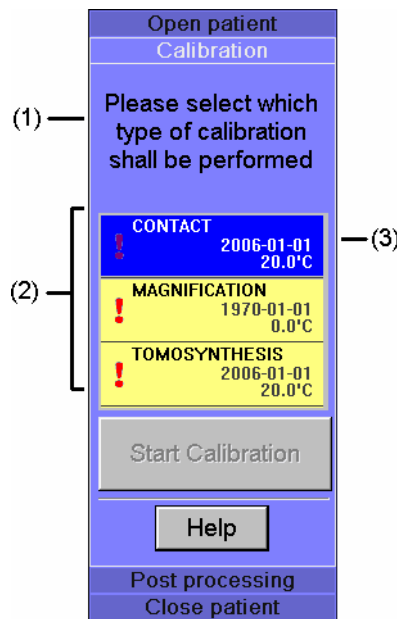 Open patient
Calibration
(1)
Please select which
type of calibration
shall be performed
(2)
(3)
! CONTACT
2006-01-01
20.0'C
! MAGNIFICATION
1970-01-01
0.0'C
! TOMOSYNTHESIS
2006-01-01
20.0'C
Start Calibration
Help
Post processing
Close patient